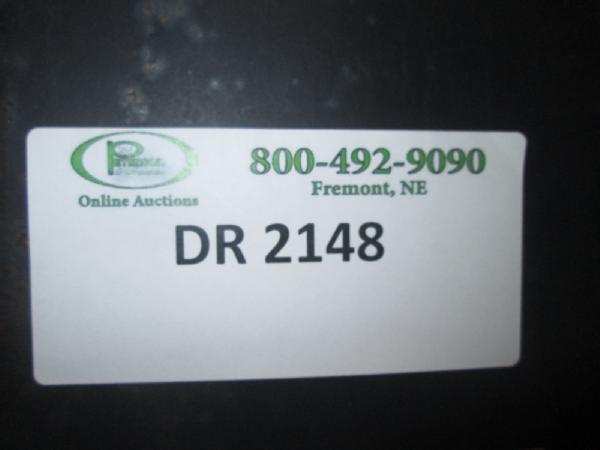 800-492-9090
Fremont, NE
Online Auctions
DR 2148